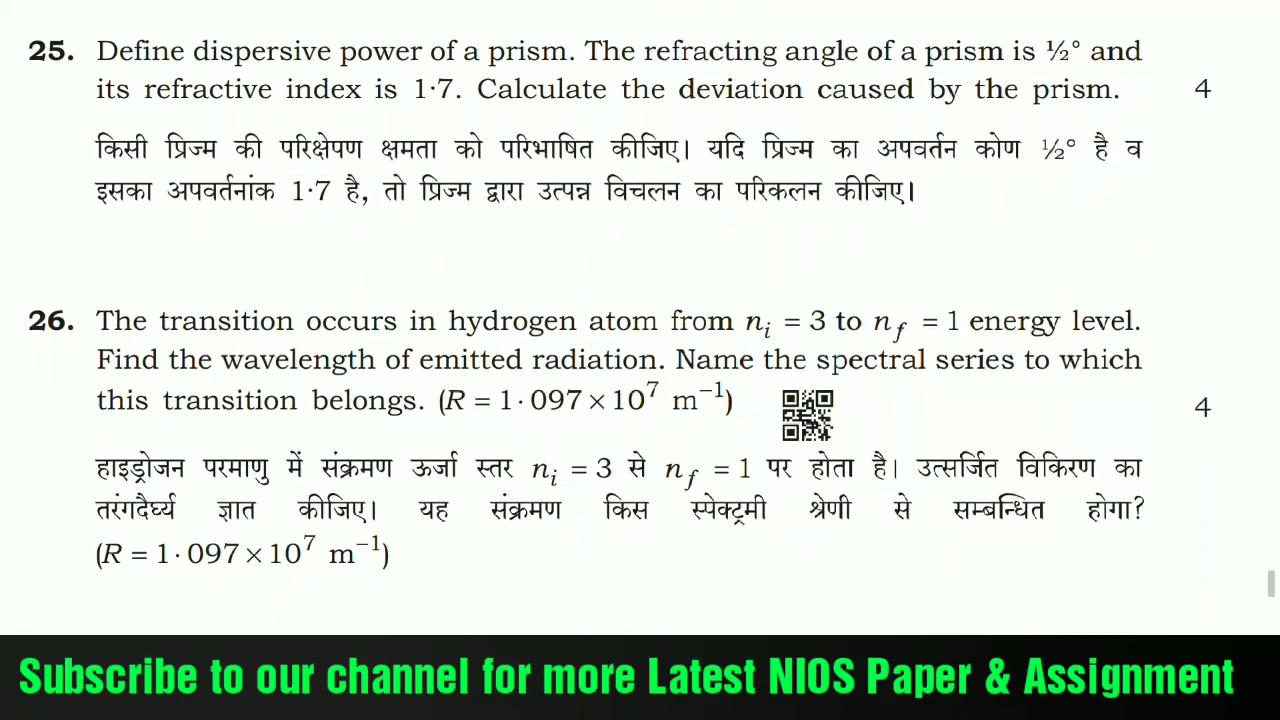 25. Define dispersive power of a prism. The refracting angle of a prism is ½° and
its refractive index is 1·7. Calculate the deviation caused by the prism. 4
किसी प्रिज्म की परिक्षेपण क्षमता को परिभाषित कीजिए। यदि प्रिज्म का अपवर्तन कोण ½° है व
इसका अपवर्तनांक 1·7 है, तो प्रिज्म द्वारा उत्पन्न विचलन का परिकलन कीजिए।
26. The transition occurs in hydrogen atom from nᵢ = 3 to n_f = 1 energy level.
Find the wavelength of emitted radiation. Name the spectral series to which
this transition belongs. (R = 1·097 × 10⁷ m⁻¹) 4
हाइड्रोजन परमाणु में संक्रमण ऊर्जा स्तर nᵢ = 3 से n_f = 1 पर होता है। उत्सर्जित विकिरण का
तरंगदैर्घ्य ज्ञात कीजिए। यह संक्रमण किस स्पेक्ट्रमी श्रेणी से सम्बन्धित होगा?
(R = 1·097 × 10⁷ m⁻¹)
Subscribe to our channel for more Latest NIOS Paper & Assignment